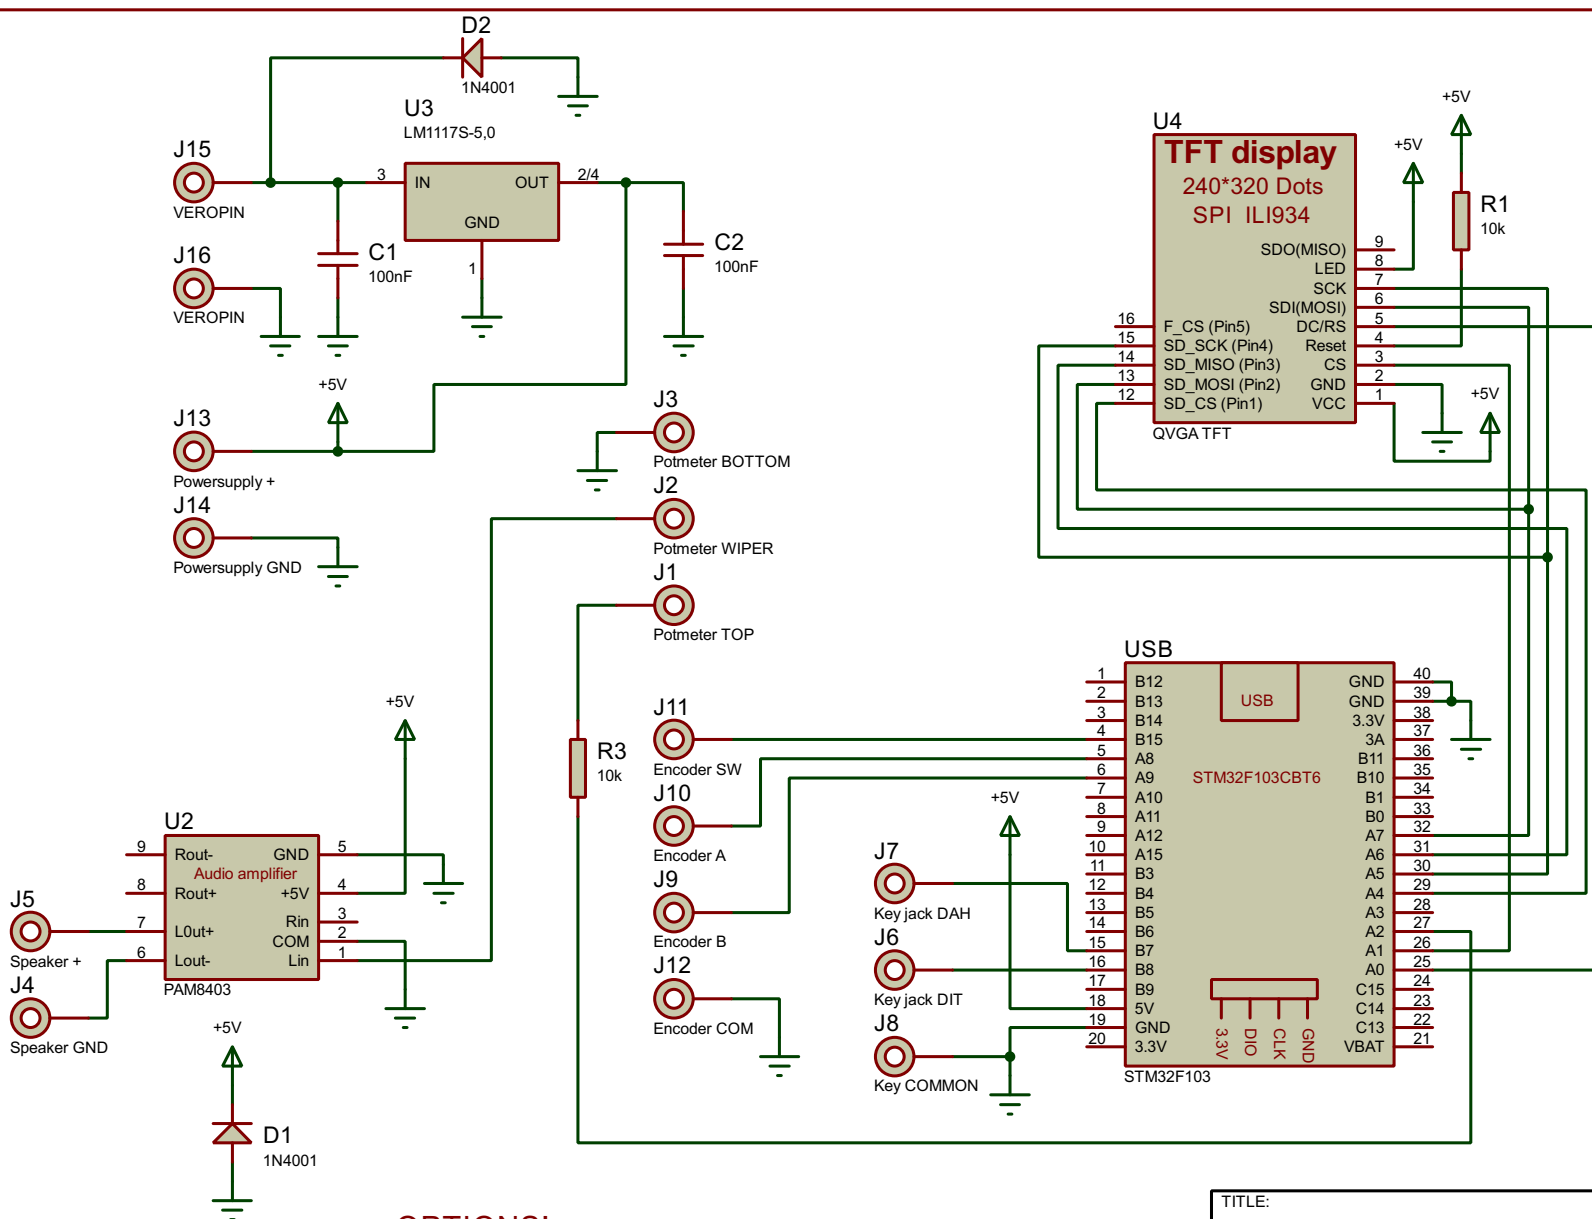 D2
1N4001
U3
LM1117S-5,0
J15
VEROPIN
3
IN
OUT
2/4
GND
1
C1
100nF
C2
100nF
J16
VEROPIN
+5V
J13
Powersupply +
J14
Powersupply GND
J3
Potmeter BOTTOM
J2
Potmeter WIPER
J1
Potmeter TOP
R3
10k
U4
TFT display
240*320 Dots
SPI ILI934
SDO(MISO) 9
LED 8
SCK 7
SDI(MOSI) 6
DC/RS 5
Reset 4
CS 3
GND 2
VCC 1
16 F_CS (Pin5)
15 SD_SCK (Pin4)
14 SD_MISO (Pin3)
13 SD_MOSI (Pin2)
12 SD_CS (Pin1)
QVGA TFT
+5V
+5V
R1
10k
+5V
+5V
U2
Audio amplifier
9 Rout-
8 Rout+
7 L0ut+
6 Lout-
GND 5
+5V 4
Rin 3
COM 2
Lin 1
PAM8403
J5
Speaker +
J4
Speaker GND
+5V
D1
1N4001
J11
Encoder SW
J10
Encoder A
J9
Encoder B
J12
Encoder COM
+5V
J7
Key jack DAH
J6
Key jack DIT
J8
Key COMMON
USB
USB
STM32F103CBT6
1 B12
2 B13
3 B14
4 B15
5 A8
6 A9
7 A10
8 A11
9 A12
10 A15
11 B3
12 B4
13 B5
14 B6
15 B7
16 B8
17 B9
18 5V
19 GND
20 3.3V
GND 40
GND 39
3.3V 38
3A 37
B11 36
B10 35
B1 34
B0 33
A7 32
A6 31
A5 30
A4 29
A3 28
A2 27
A1 26
A0 25
C15 24
C14 23
C13 22
VBAT 21
3.3V
DIO
CLK
GND
STM32F103
TITLE: